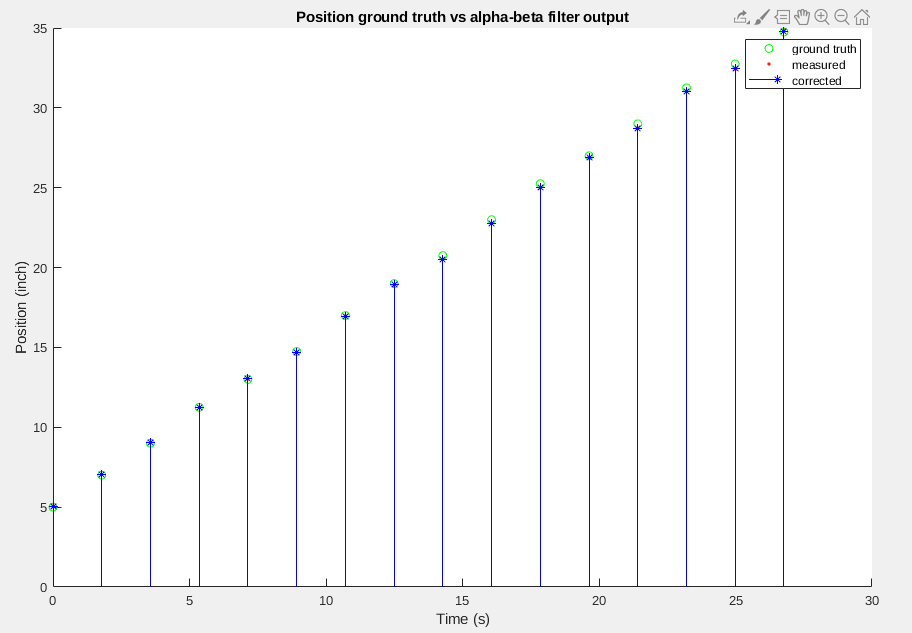 Position ground truth vs alpha-beta filter output
ground truth
measured
corrected
Position (inch)
35
30
25
20
15
10
5
0
0 5 10 15 20 25 30
Time (s)